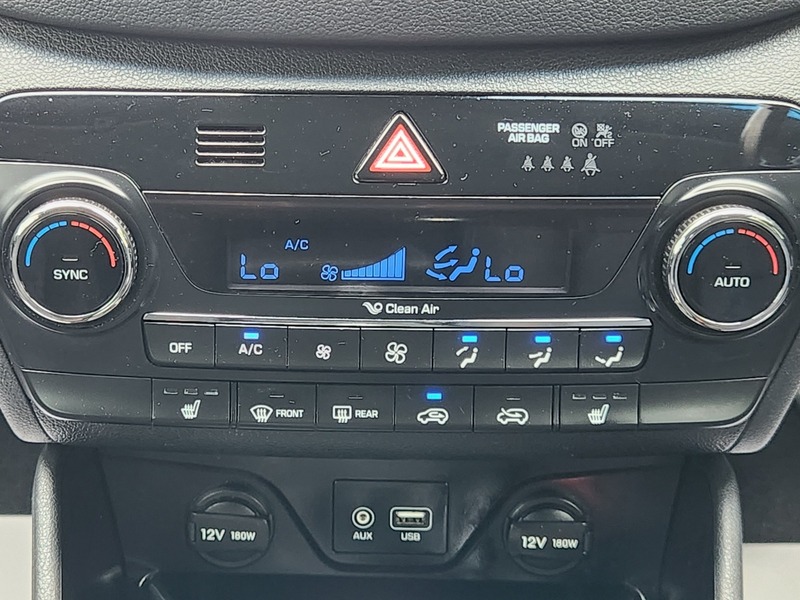 PASSENGER
AIR BAG
ON OFF
A/C
Lo Lo
SYNC
AUTO
Clean Air
OFF A/C
FRONT REAR
12V 180W
AUX USB
12V 180W